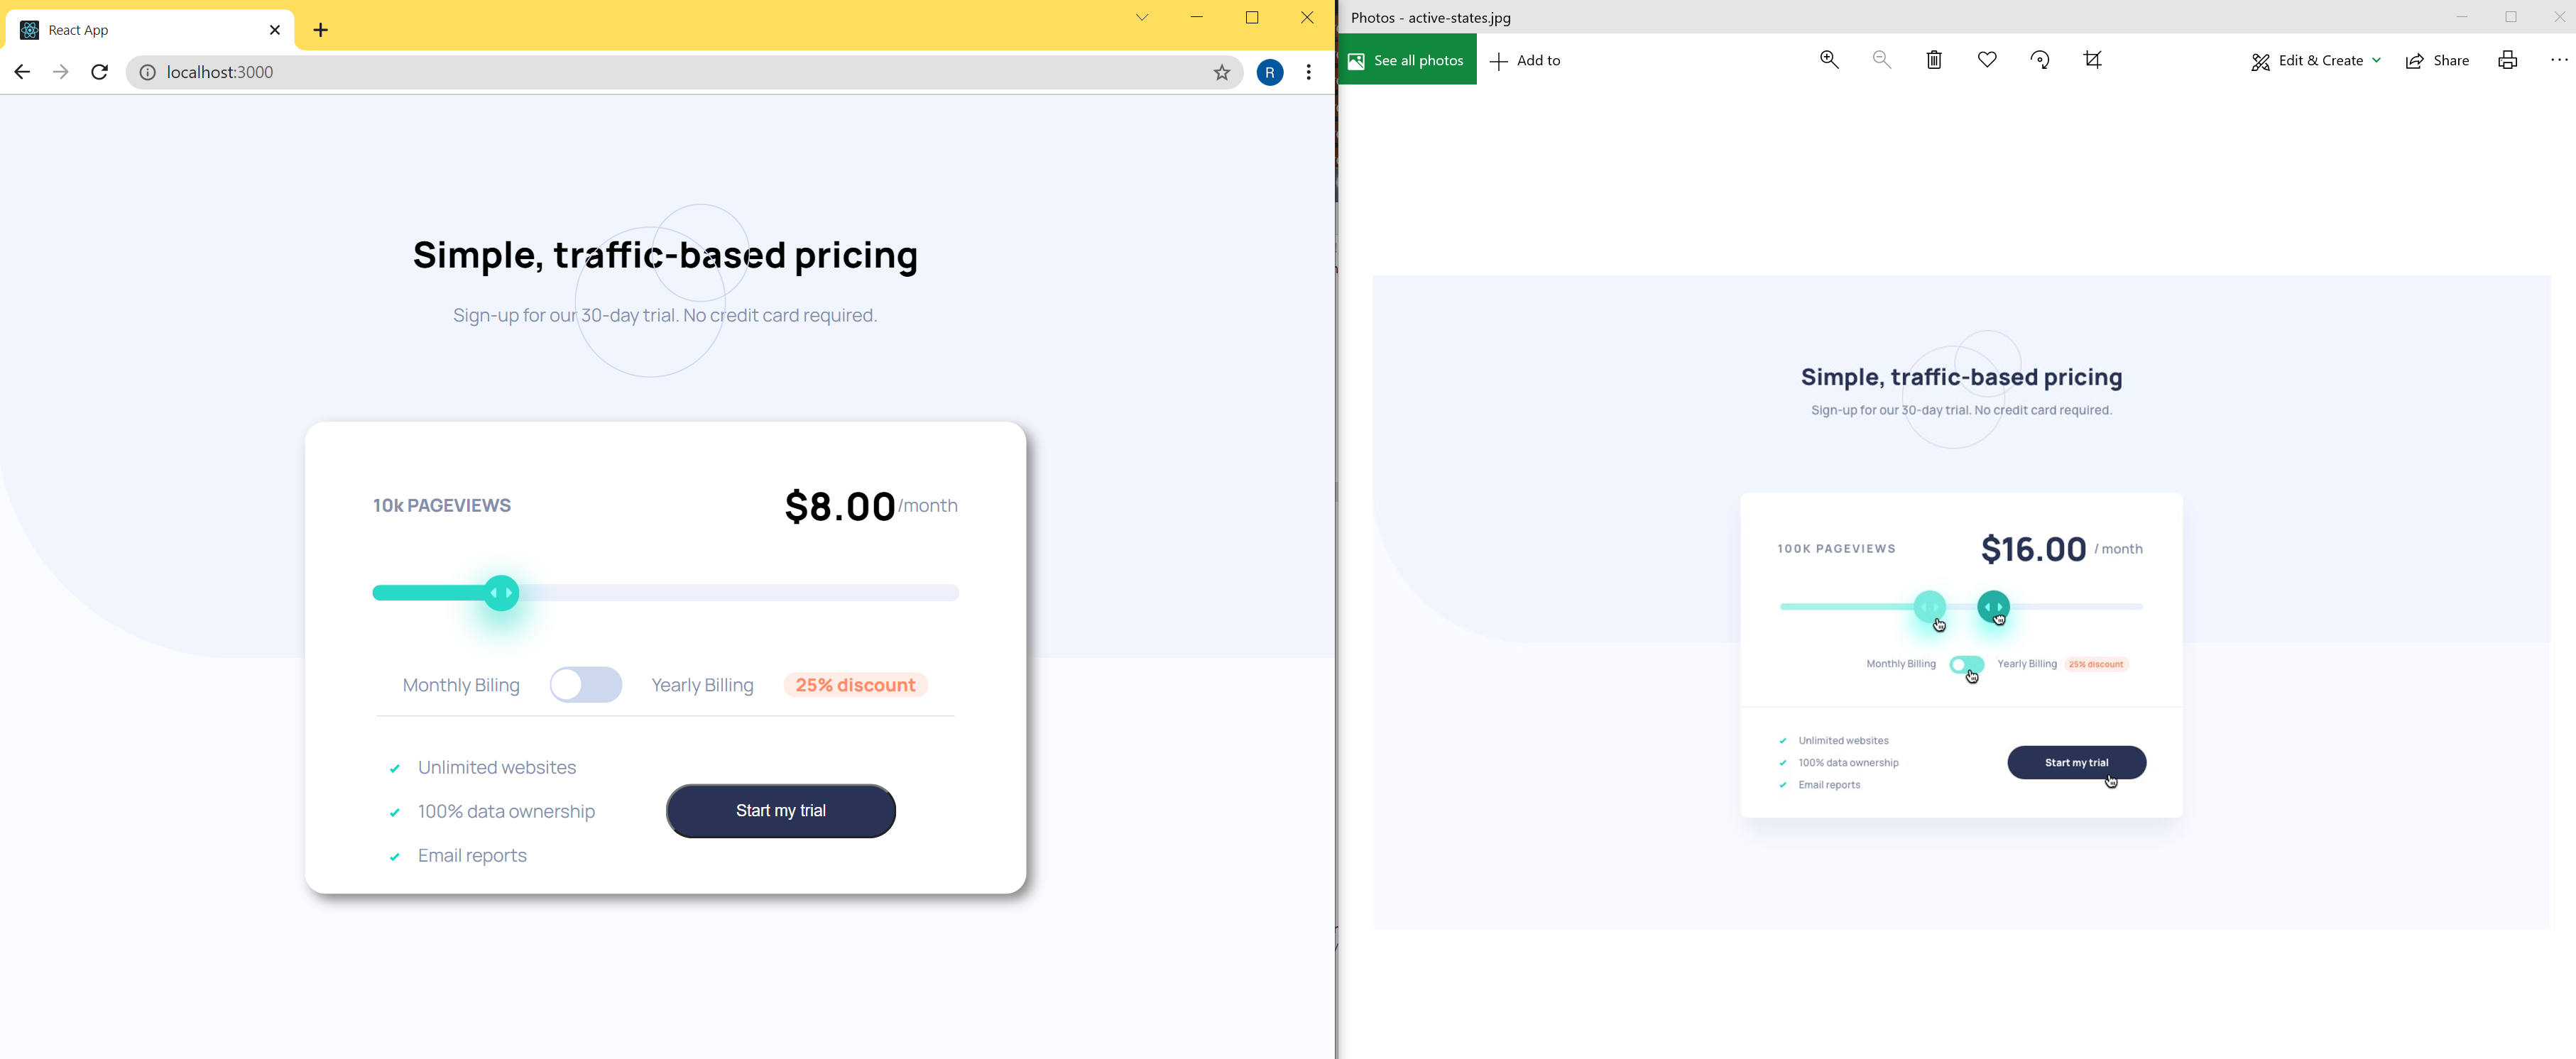 React App
localhost:3000
R
Simple, traffic-based pricing
Sign-up for our 30-day trial. No credit card required.
10k PAGEVIEWS
$8.00/month
Monthly Biling
Yearly Billing
25% discount
Unlimited websites
100% data ownership
Email reports
Start my trial
Photos - active-states.jpg
See all photos
Add to
Edit & Create
Share
Simple, traffic-based pricing
Sign-up for our 30-day trial. No credit card required.
100K PAGEVIEWS
$16.00 / month
Monthly Billing
Yearly Billing
25% discount
Unlimited websites
100% data ownership
Email reports
Start my trial